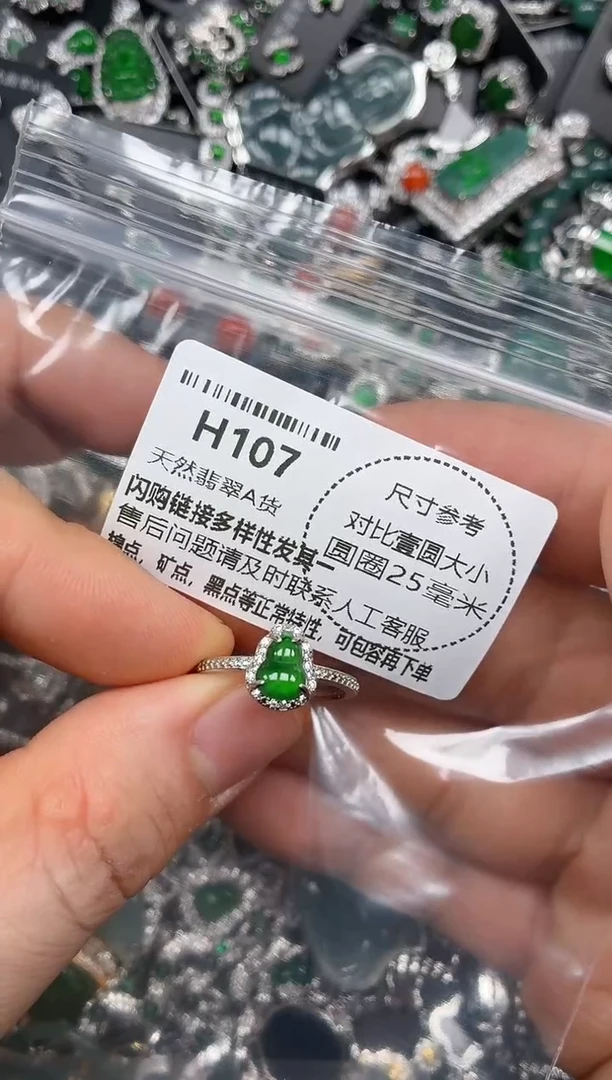 H107
天然翡翠A货
闪购链接多样性发其一
售后问题请及时联系人工客服
棉点，矿点，黑点等正常特性，可包容再下单
尺寸参考
对比壹圆大小
圆圈25毫米